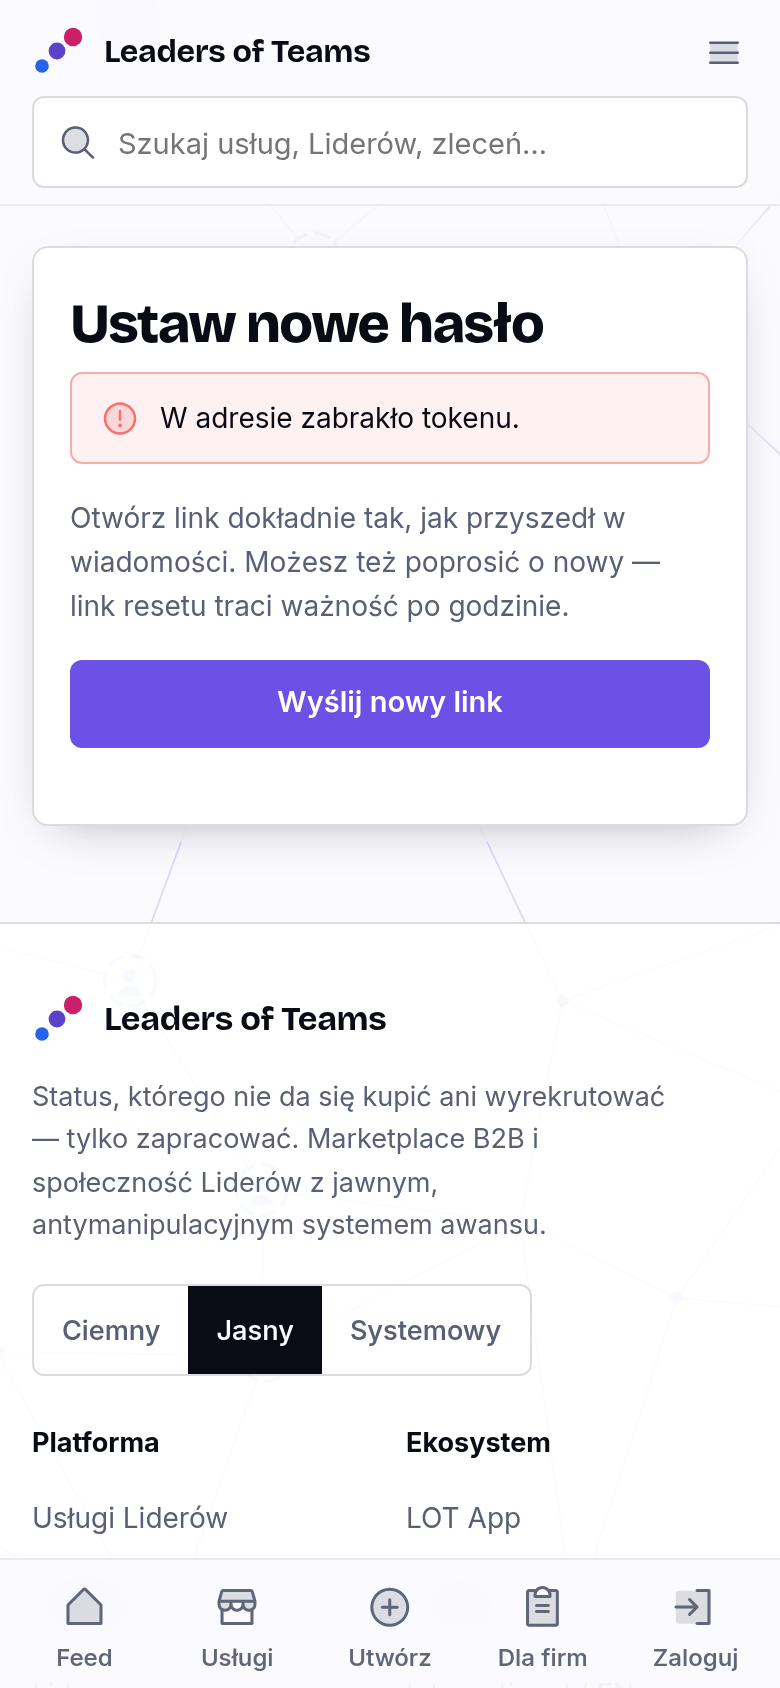 Leaders of Teams
Szukaj usług, Liderów, zleceń...
Ustaw nowe hasło
W adresie zabrakło tokenu.
Otwórz link dokładnie tak, jak przyszedł w
wiadomości. Możesz też poprosić o nowy —
link resetu traci ważność po godzinie.
Wyślij nowy link
Leaders of Teams
Status, którego nie da się kupić ani wyrekrutować
— tylko zapracować. Marketplace B2B i
społeczność Liderów z jawnym,
antymanipulacyjnym systemem awansu.
Ciemny Jasny Systemowy
Platforma Ekosystem
Usługi Liderów LOT App
Feed Usługi Utwórz Dla firm Zaloguj